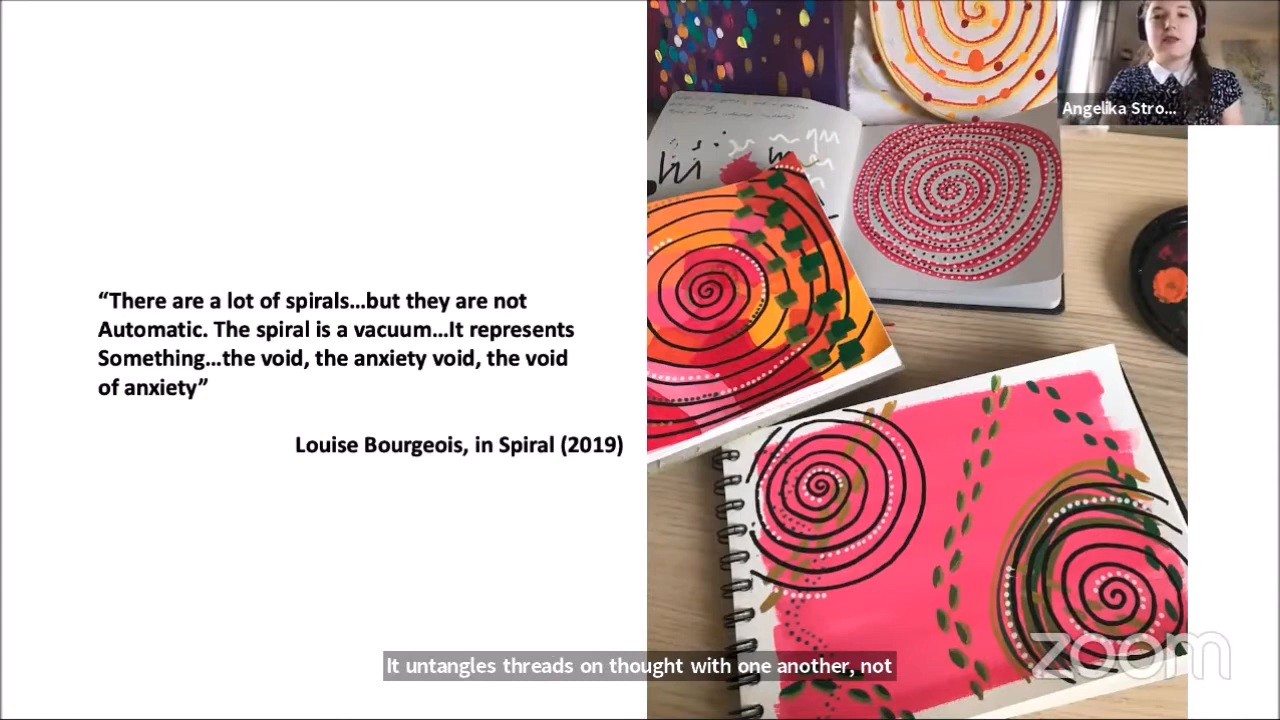 “There are a lot of spirals…but they are not
Automatic. The spiral is a vacuum…It represents
Something…the void, the anxiety void, the void
of anxiety”
Louise Bourgeois, in Spiral (2019)
Angelika Stro...
It untangles threads on thought with one another, not
zoom